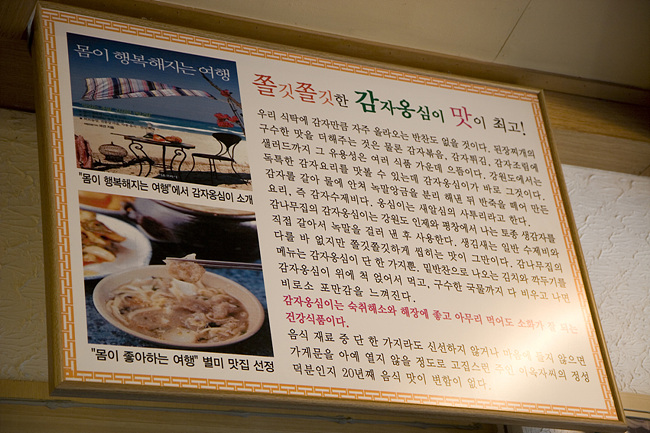 몸이 행복해지는 여행
"몸이 행복해지는 여행"에서 감자옹심이 소개
"몸이 좋아하는 여행" 별미 맛집 선정
쫄깃쫄깃한 감자옹심이 맛이 최고!
우리 식탁에 감자만큼 자주 올라오는 반찬도 없을 것이다. 된장찌개의
구수한 맛을 더해주는 것은 물론 감자볶음, 감자튀김, 감자조림에
샐러드까지 그 유용성은 여러 식품 가운데 으뜸이다. 강원도에서는
독특한 감자요리를 맛볼 수 있는데 감자옹심이가 바로 그것이다.
감자를 갈아 물에 안쳐 녹말앙금을 분리 해낸 뒤 반죽을 떼어 만든
요리, 즉 감자수제비다. 옹심이는 새알심의 사투리라고 한다.
감나무집의 감자옹심이는 강원도 인제와 평창에서 나는 토종 생감자를
직접 갈아서 녹말을 걸러 낸 후 사용한다. 생김새는 일반 수제비와
다를 바 없지만 쫄깃쫄깃하게 씹히는 맛이 그만이다. 감나무집의
메뉴는 감자옹심이 단 한 가지뿐, 밑반찬으로 나오는 김치와 깍두기를
감자옹심이 위에 척 얹어서 먹고, 구수한 국물까지 다 비우고 나면
비로소 포만감을 느껴진다.
감자옹심이는 숙취해소와 해장에 좋고 아무리 먹어도 소화가 잘 되는
건강식품이다.
음식 재료 중 단 한 가지라도 신선하지 않거나 마음에 들지 않으면
가게문을 아예 열지 않을 정도로 고집스런 주인 씨의 정성
덕분인지 20년째 음식 맛이 변함이 없다.